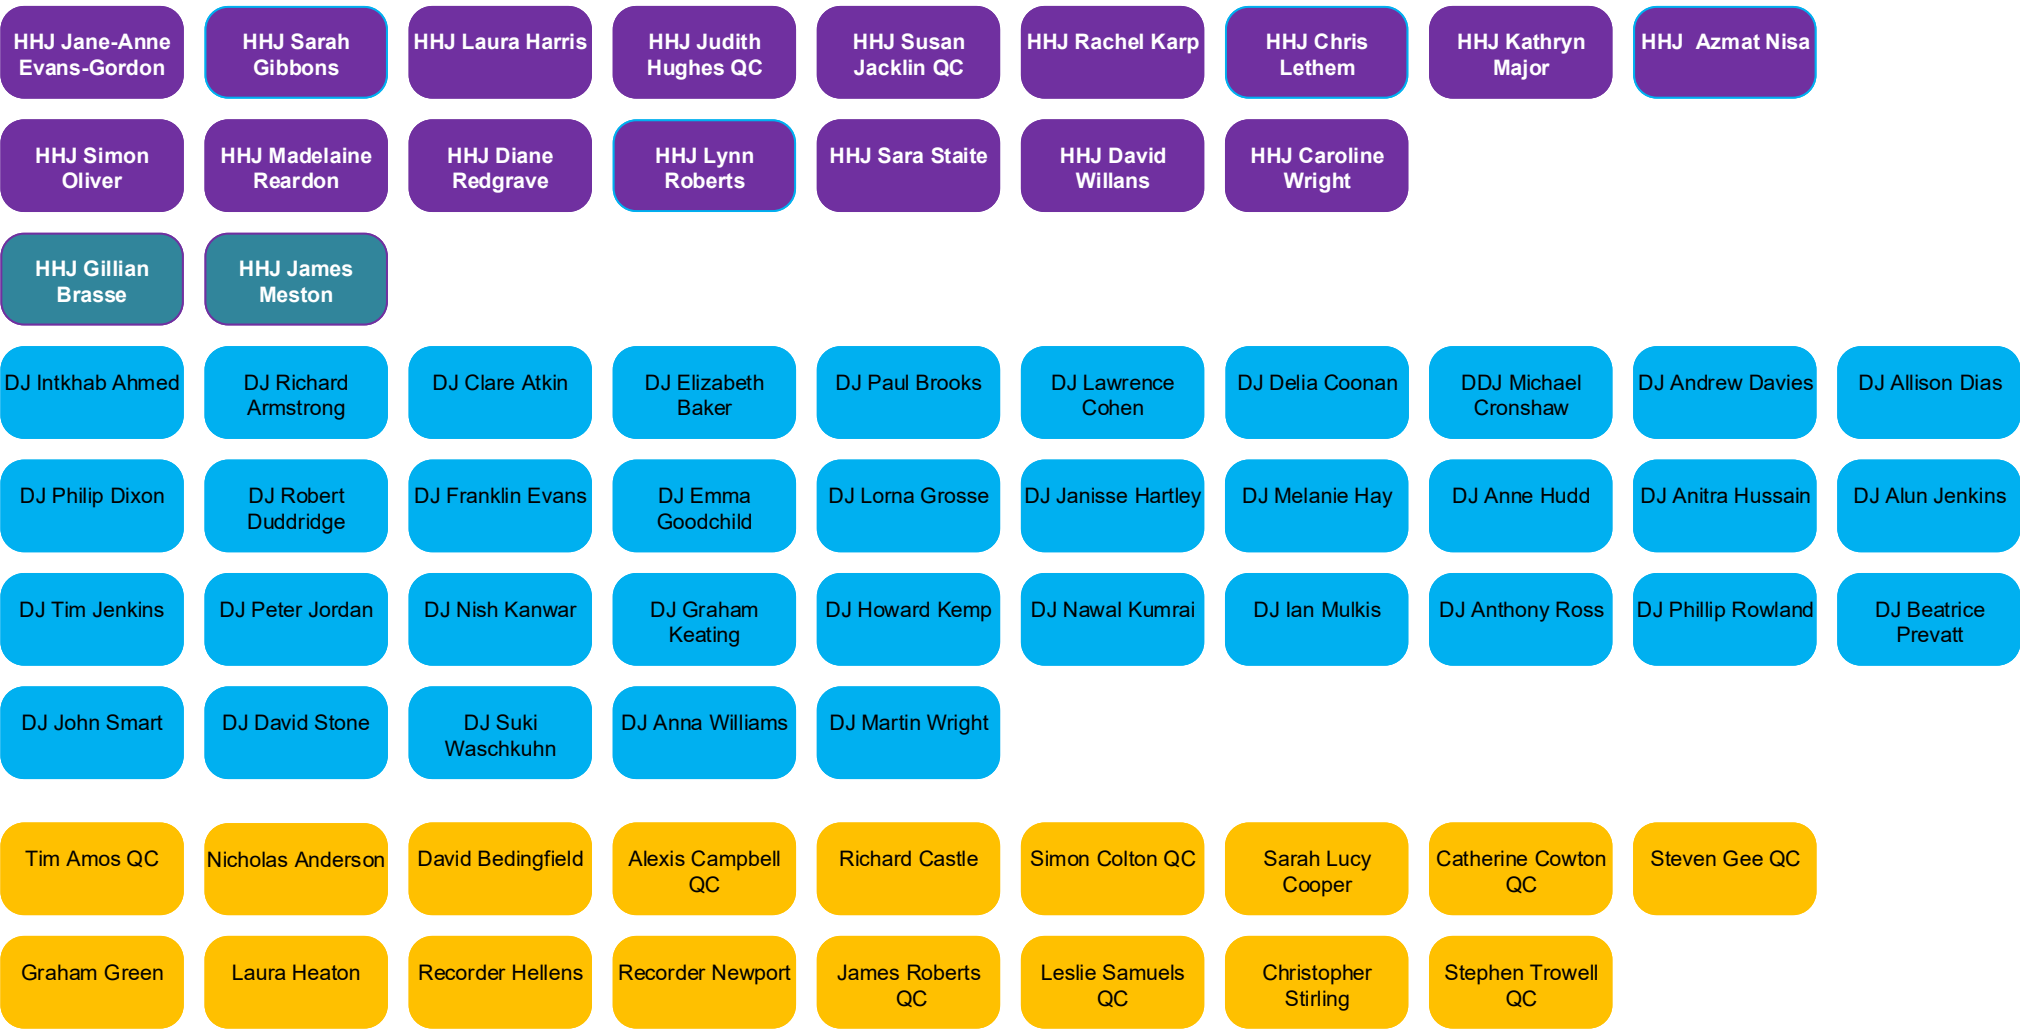 HHJ Jane-Anne
Evans-Gordon
HHJ Sarah
Gibbons
HHJ Laura Harris
HHJ Judith
Hughes QC
HHJ Susan
Jacklin QC
HHJ Rachel Karp
HHJ Chris
Lethem
HHJ Kathryn
Major
HHJ  Azmat Nisa
HHJ Simon
Oliver
HHJ Madelaine
Reardon
HHJ Diane
Redgrave
HHJ Lynn
Roberts
HHJ Sara Staite
HHJ David
Willans
HHJ Caroline
Wright
HHJ Gillian
Brasse
HHJ James
Meston
DJ Intkhab Ahmed
DJ Richard
Armstrong
DJ Clare Atkin
DJ Elizabeth
Baker
DJ Paul Brooks
DJ Lawrence
Cohen
DJ Delia Coonan
DDJ Michael
Cronshaw
DJ Andrew Davies
DJ Allison Dias
DJ Philip Dixon
DJ Robert
Duddridge
DJ Franklin Evans
DJ Emma
Goodchild
DJ Lorna Grosse
DJ Janisse Hartley
DJ Melanie Hay
DJ Anne Hudd
DJ Anitra Hussain
DJ Alun Jenkins
DJ Tim Jenkins
DJ Peter Jordan
DJ Nish Kanwar
DJ Graham
Keating
DJ Howard Kemp
DJ Nawal Kumrai
DJ Ian Mulkis
DJ Anthony Ross
DJ Phillip Rowland
DJ Beatrice
Prevatt
DJ John Smart
DJ David Stone
DJ Suki
Waschkuhn
DJ Anna Williams
DJ Martin Wright
Tim Amos QC
Nicholas Anderson
David Bedingfield
Alexis Campbell
QC
Richard Castle
Simon Colton QC
Sarah Lucy
Cooper
Catherine Cowton
QC
Steven Gee QC
Graham Green
Laura Heaton
Recorder Hellens
Recorder Newport
James Roberts
QC
Leslie Samuels
QC
Christopher
Stirling
Stephen Trowell
QC